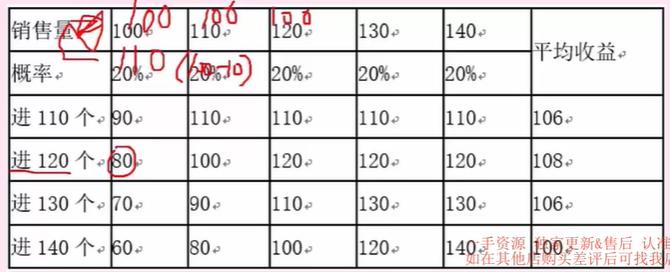 100 100 100
销售量 100 110 120 130 140 平均收益
110 (100-10)
概率 20% 20% 20% 20% 20%
进 110 个 90 110 110 110 110 106
进 120 个 80 100 120 120 120 108
进 130 个 70 90 110 130 130 106
进 140 个 60 80 100 120 140 100
手资源 更新&售后 认准
如在其他店购买差评后可找我